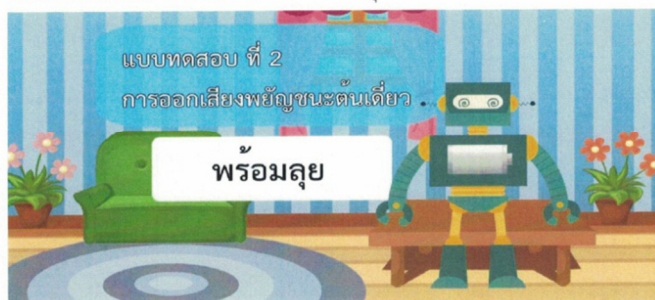 แบบทดสอบ ที่ 2
การออกเสียงพยัญชนะต้นเดี่ยว
พร้อมลุย